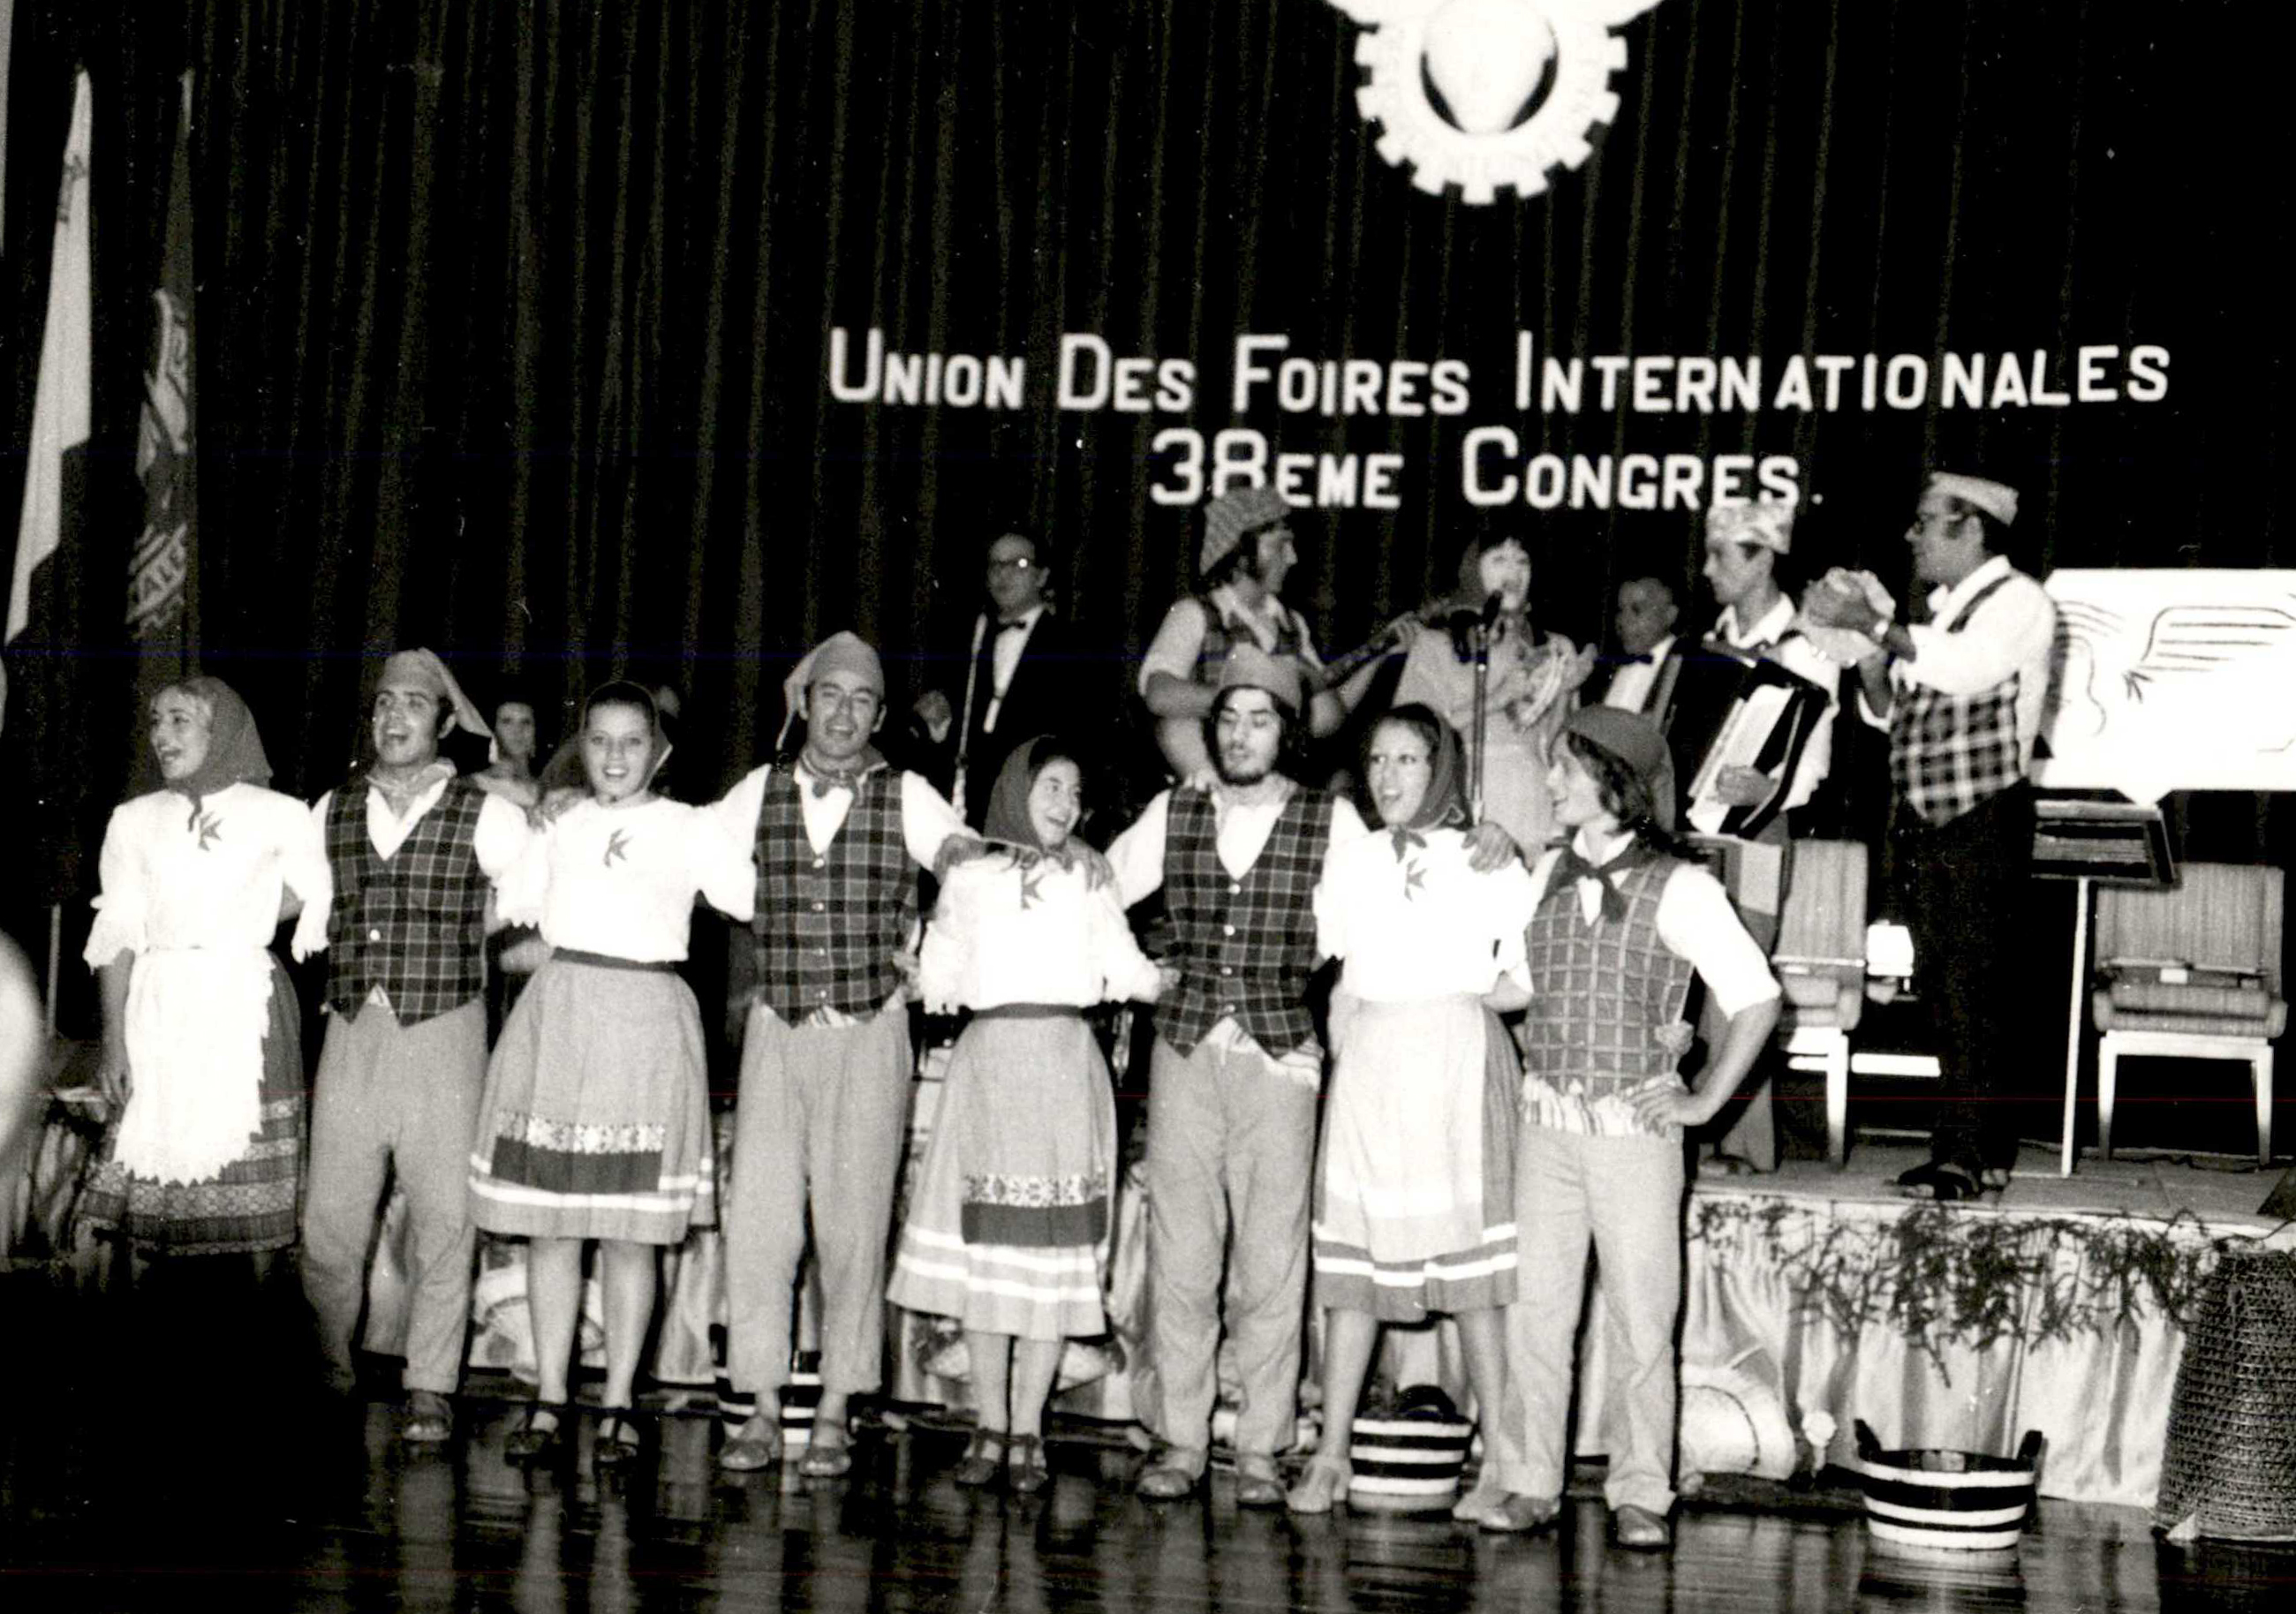 UNION DES FOIRES INTERNATIONALES
38EME CONGRES.